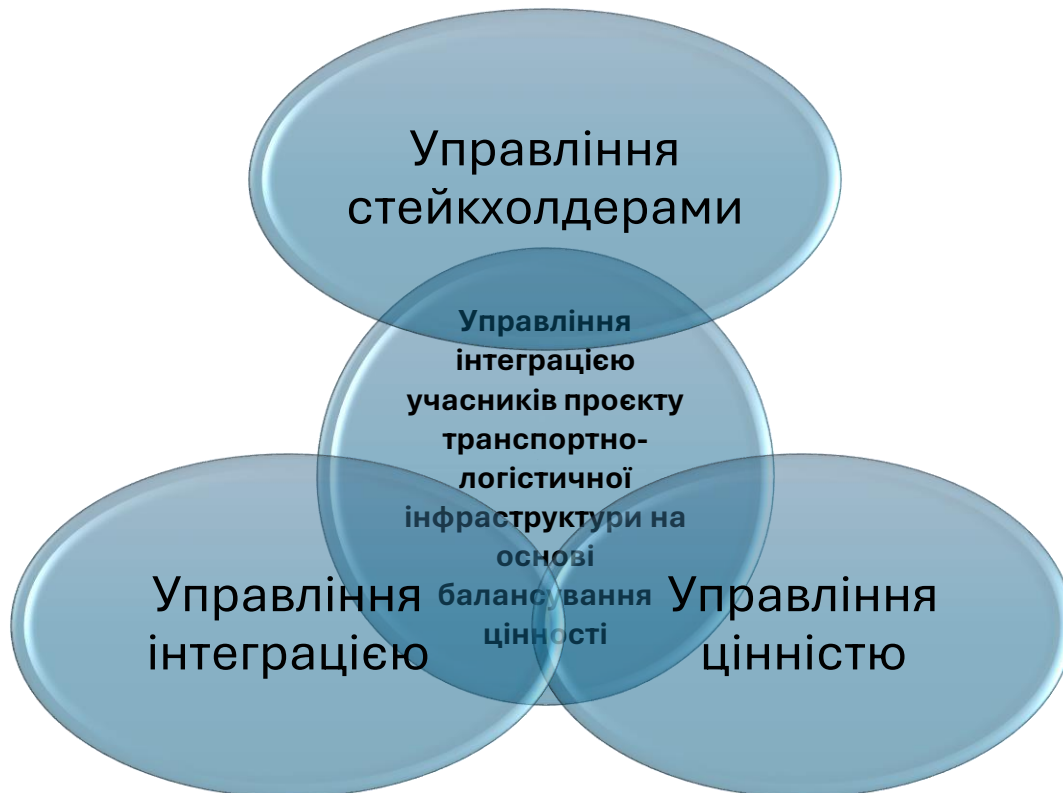 Управління
стейкхолдерами
Управління
інтеграцією
учасників проєкту
транспортно-
логістичної
інфраструктури на
основі
балансування
цінності
Управління
інтеграцією
Управління
цінністю